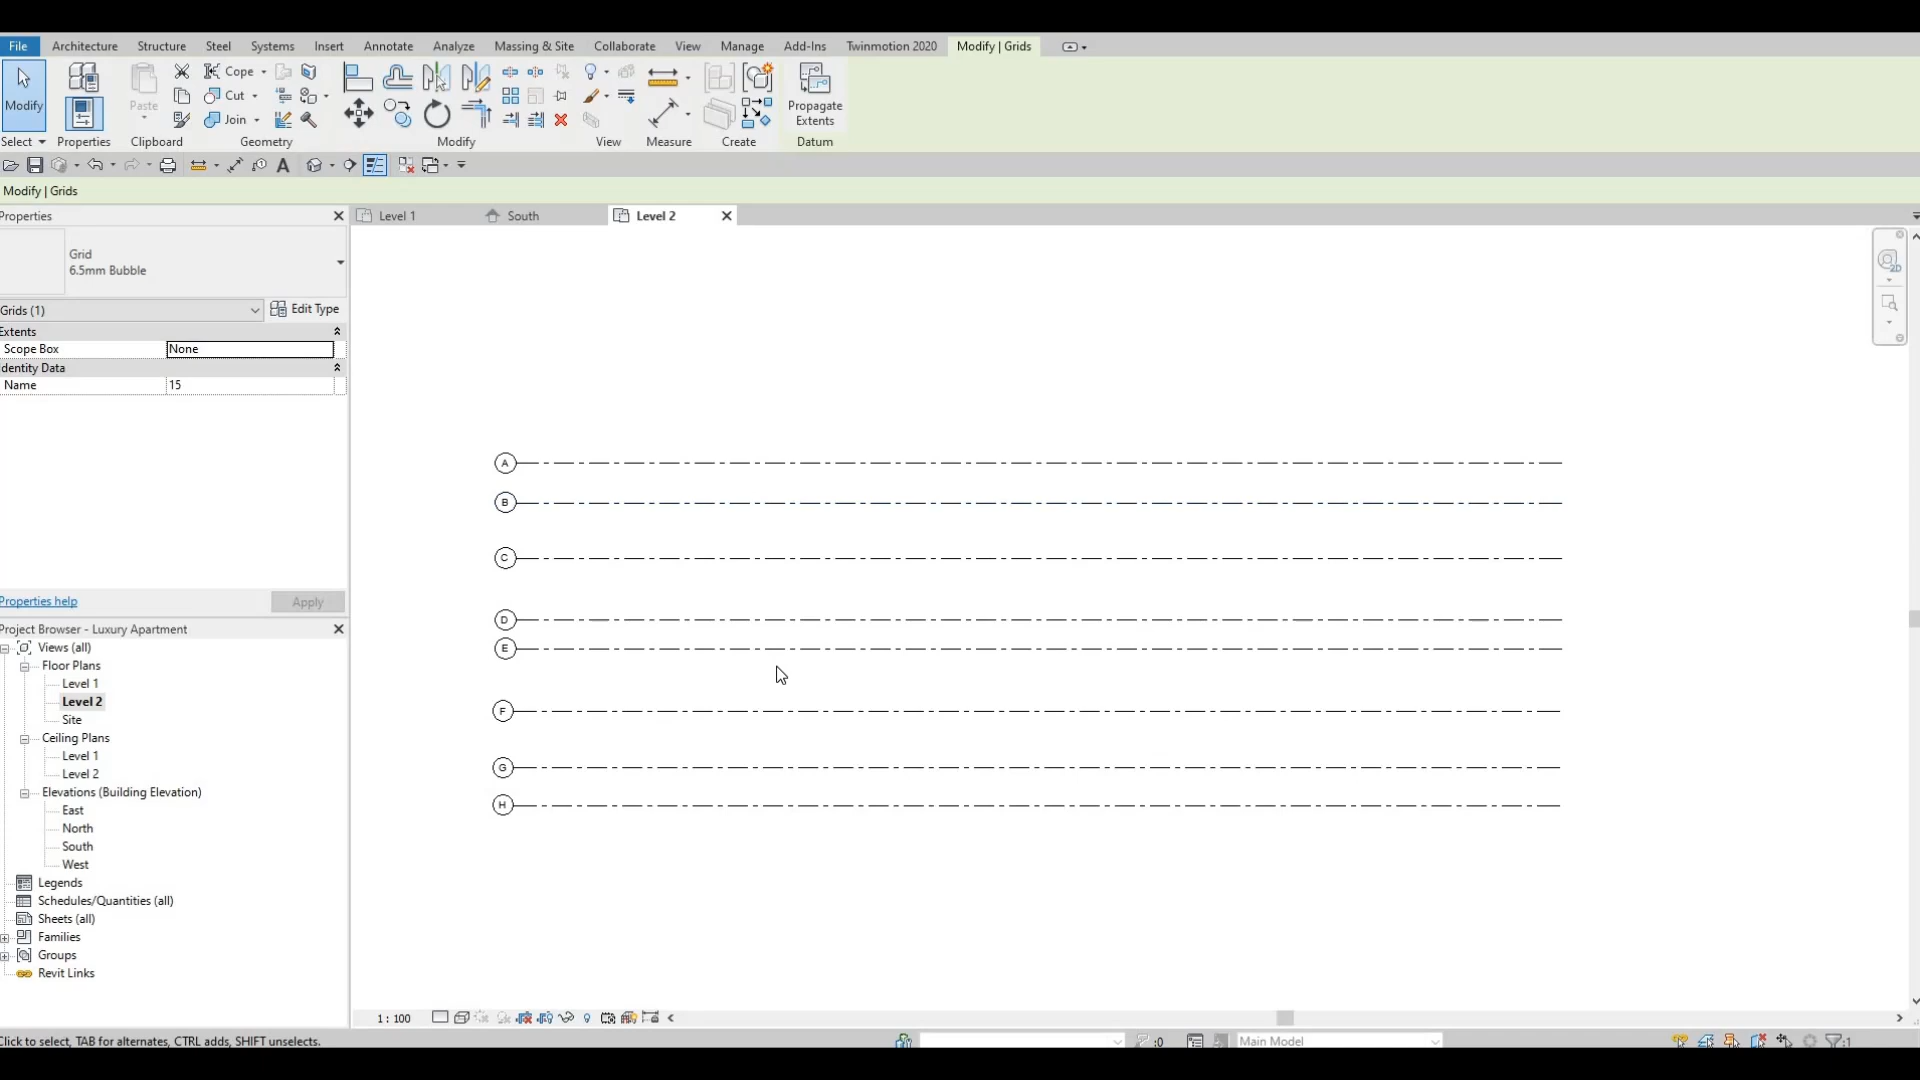 File Architecture Structure Steel Systems Insert Annotate Analyze Massing & Site Collaborate View Manage Add-Ins Twinmotion 2020 Modify | Grids
Modify
Paste
Cope
Cut
Join
Propagate
Extents
Select Properties Clipboard Geometry Modify View Measure Create Datum
Modify | Grids
Properties
Level 1 South Level 2
Grid
6.5mm Bubble
Grids (1) Edit Type
Extents
Scope Box None
Identity Data
Name 15
Properties help Apply
Project Browser - Luxury Apartment
Views (all)
Floor Plans
Level 1
Level 2
Site
Ceiling Plans
Level 1
Level 2
Elevations (Building Elevation)
East
North
South
West
Legends
Schedules/Quantities (all)
Sheets (all)
Families
Groups
Revit Links
2D
A
B
C
D
E
F
G
H
1 : 100
Click to select, TAB for alternates, CTRL adds, SHIFT unselects.
:0
Main Model
:1